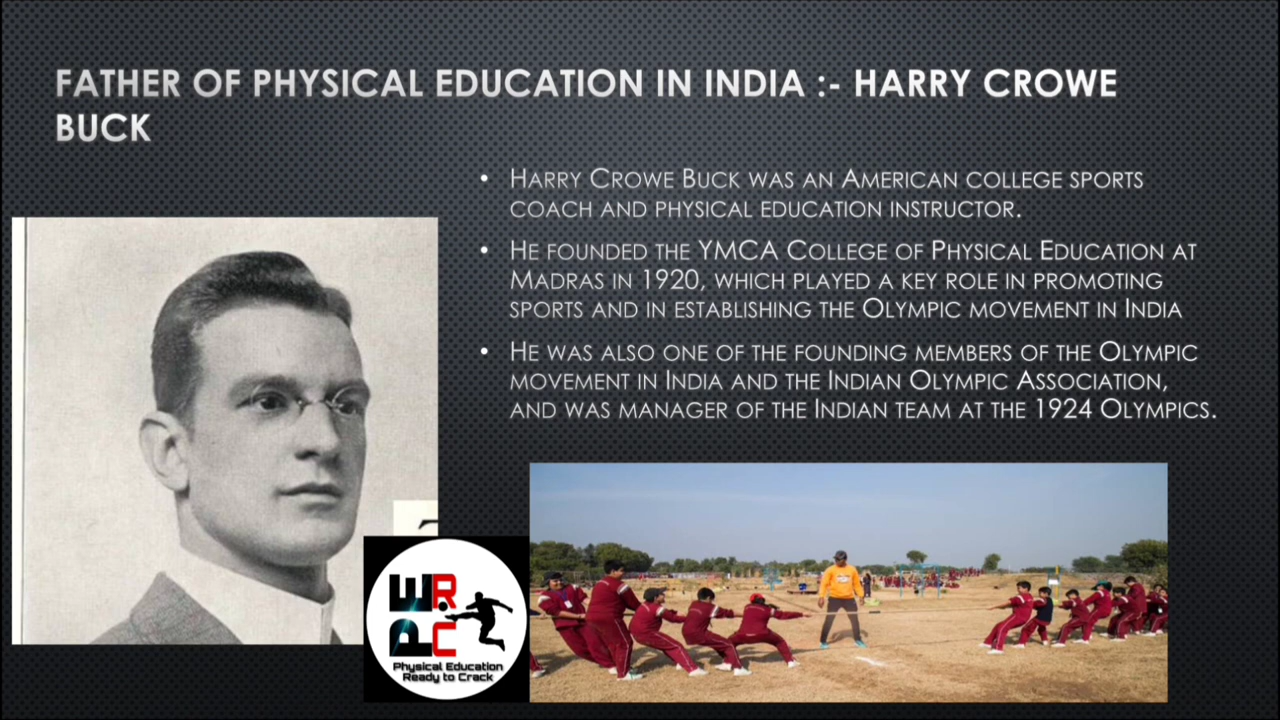 FATHER OF PHYSICAL EDUCATION IN INDIA :- HARRY CROWE
BUCK
• HARRY CROWE BUCK WAS AN AMERICAN COLLEGE SPORTS
COACH AND PHYSICAL EDUCATION INSTRUCTOR.
• HE FOUNDED THE YMCA COLLEGE OF PHYSICAL EDUCATION AT
MADRAS IN 1920, WHICH PLAYED A KEY ROLE IN PROMOTING
SPORTS AND IN ESTABLISHING THE OLYMPIC MOVEMENT IN INDIA
• HE WAS ALSO ONE OF THE FOUNDING MEMBERS OF THE OLYMPIC
MOVEMENT IN INDIA AND THE INDIAN OLYMPIC ASSOCIATION,
AND WAS MANAGER OF THE INDIAN TEAM AT THE 1924 OLYMPICS.
PE
R.C
Physical Education
Ready to Crack